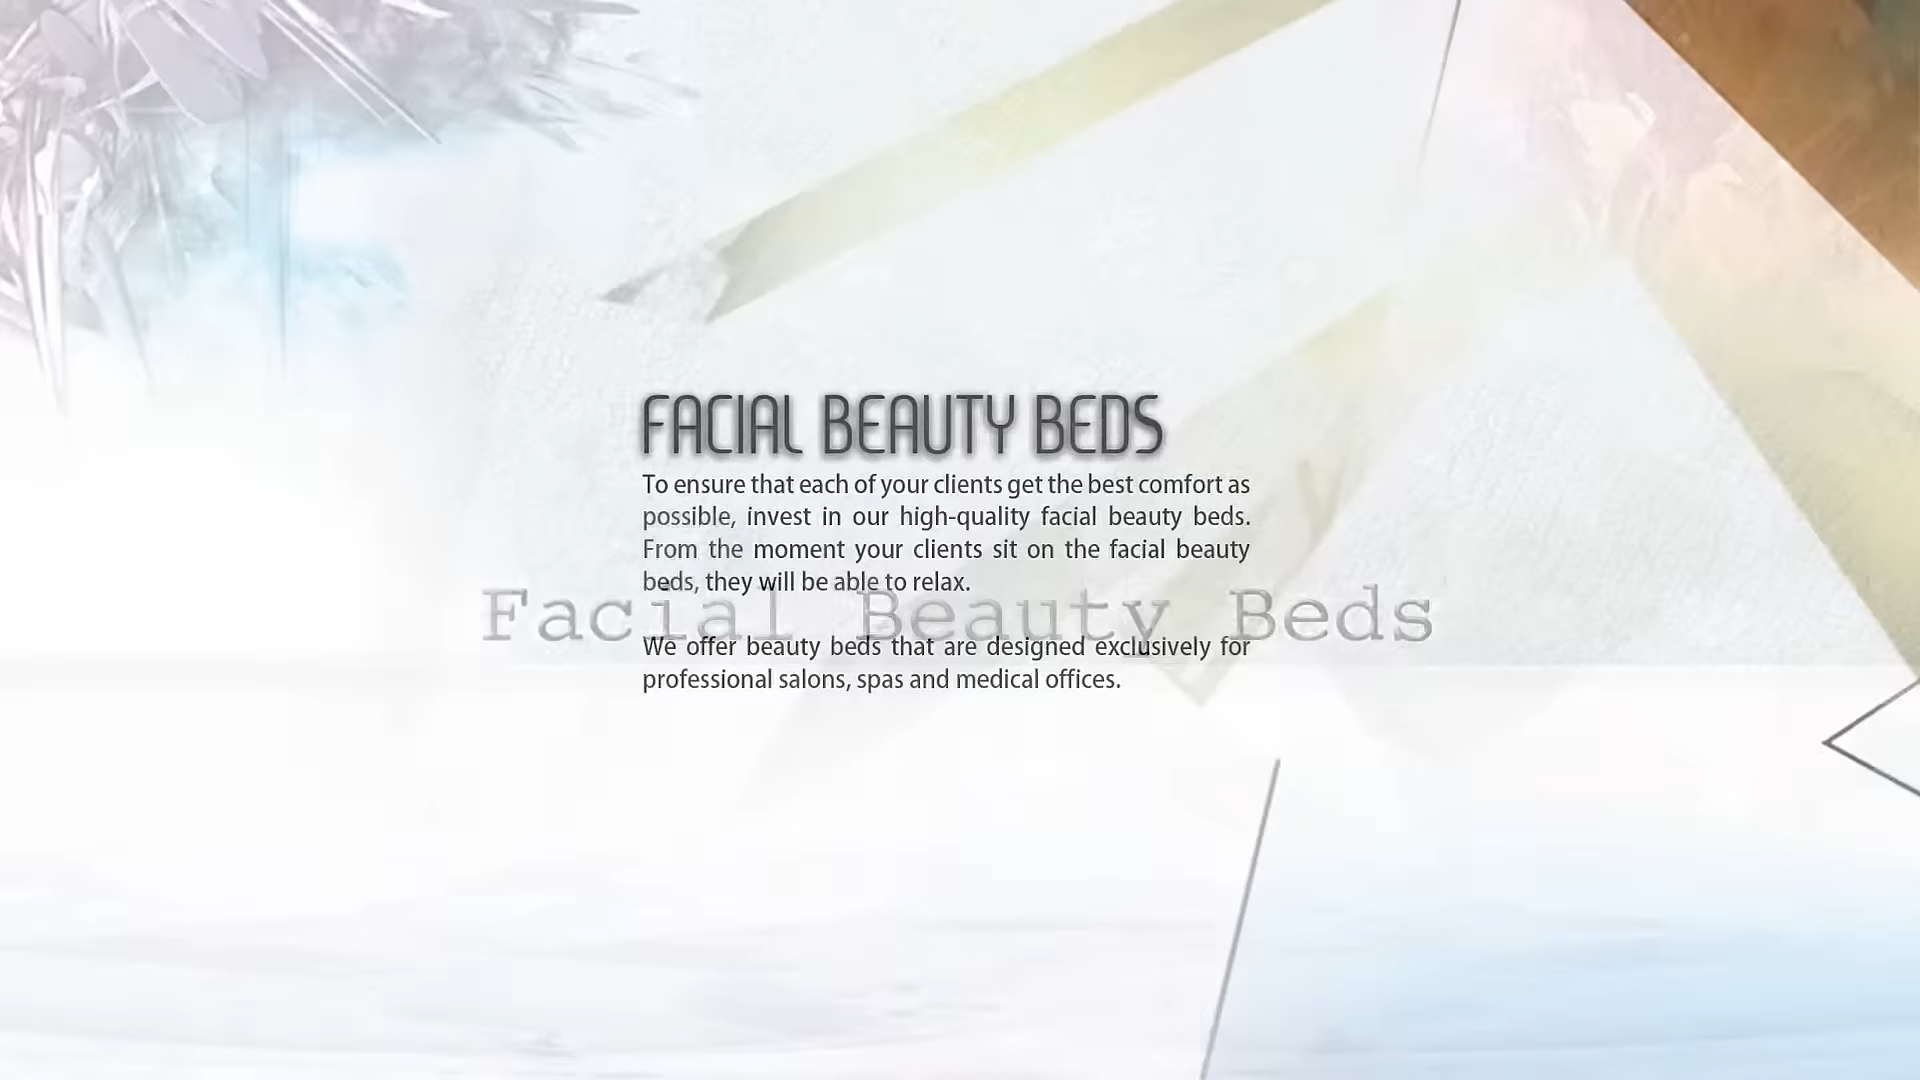 FACIAL BEAUTY BEDS
To ensure that each of your clients get the best comfort as
possible, invest in our high-quality facial beauty beds.
From the moment your clients sit on the facial beauty
beds, they will be able to relax.
Facial Beauty Beds
We offer beauty beds that are designed exclusively for
professional salons, spas and medical offices.